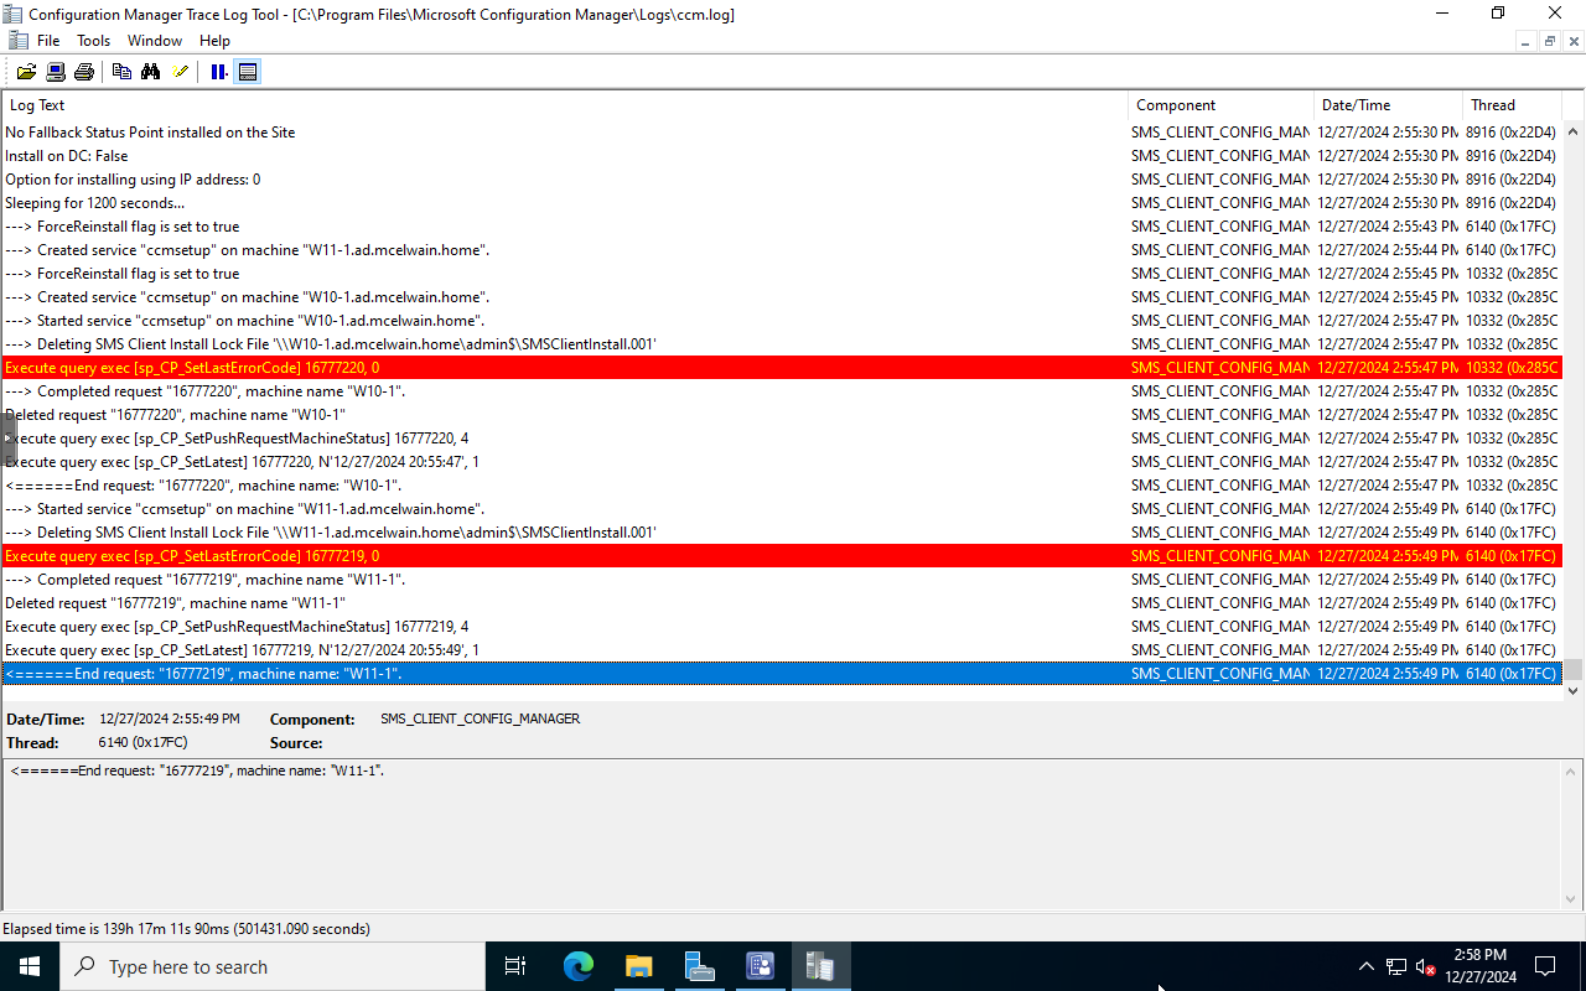 Configuration Manager Trace Log Tool - [C:\Program Files\Microsoft Configuration Manager\Logs\ccm.log]
File Tools Window Help
Log Text Component Date/Time Thread
No Fallback Status Point installed on the Site SMS_CLIENT_CONFIG_MAN 12/27/2024 2:55:30 PM 8916 (0x22D4)
Install on DC: False SMS_CLIENT_CONFIG_MAN 12/27/2024 2:55:30 PM 8916 (0x22D4)
Option for installing using IP address: 0 SMS_CLIENT_CONFIG_MAN 12/27/2024 2:55:30 PM 8916 (0x22D4)
Sleeping for 1200 seconds... SMS_CLIENT_CONFIG_MAN 12/27/2024 2:55:30 PM 8916 (0x22D4)
---> ForceReinstall flag is set to true SMS_CLIENT_CONFIG_MAN 12/27/2024 2:55:43 PM 6140 (0x17FC)
---> Created service "ccmsetup" on machine "W11-1.ad.mcelwain.home". SMS_CLIENT_CONFIG_MAN 12/27/2024 2:55:44 PM 6140 (0x17FC)
---> ForceReinstall flag is set to true SMS_CLIENT_CONFIG_MAN 12/27/2024 2:55:45 PM 10332 (0x285C
---> Created service "ccmsetup" on machine "W10-1.ad.mcelwain.home". SMS_CLIENT_CONFIG_MAN 12/27/2024 2:55:45 PM 10332 (0x285C
---> Started service "ccmsetup" on machine "W10-1.ad.mcelwain.home". SMS_CLIENT_CONFIG_MAN 12/27/2024 2:55:47 PM 10332 (0x285C
---> Deleting SMS Client Install Lock File '\\W10-1.ad.mcelwain.home\admin$\SMSClientInstall.001' SMS_CLIENT_CONFIG_MAN 12/27/2024 2:55:47 PM 10332 (0x285C
Execute query exec [sp_CP_SetLastErrorCode] 16777220, 0 SMS_CLIENT_CONFIG_MAN 12/27/2024 2:55:47 PM 10332 (0x285C
---> Completed request "16777220", machine name "W10-1". SMS_CLIENT_CONFIG_MAN 12/27/2024 2:55:47 PM 10332 (0x285C
Deleted request "16777220", machine name "W10-1" SMS_CLIENT_CONFIG_MAN 12/27/2024 2:55:47 PM 10332 (0x285C
Execute query exec [sp_CP_SetPushRequestMachineStatus] 16777220, 4 SMS_CLIENT_CONFIG_MAN 12/27/2024 2:55:47 PM 10332 (0x285C
Execute query exec [sp_CP_SetLatest] 16777220, N'12/27/2024 20:55:47', 1 SMS_CLIENT_CONFIG_MAN 12/27/2024 2:55:47 PM 10332 (0x285C
<======End request: "16777220", machine name: "W10-1". SMS_CLIENT_CONFIG_MAN 12/27/2024 2:55:47 PM 10332 (0x285C
---> Started service "ccmsetup" on machine "W11-1.ad.mcelwain.home". SMS_CLIENT_CONFIG_MAN 12/27/2024 2:55:49 PM 6140 (0x17FC)
---> Deleting SMS Client Install Lock File '\\W11-1.ad.mcelwain.home\admin$\SMSClientInstall.001' SMS_CLIENT_CONFIG_MAN 12/27/2024 2:55:49 PM 6140 (0x17FC)
Execute query exec [sp_CP_SetLastErrorCode] 16777219, 0 SMS_CLIENT_CONFIG_MAN 12/27/2024 2:55:49 PM 6140 (0x17FC)
---> Completed request "16777219", machine name "W11-1". SMS_CLIENT_CONFIG_MAN 12/27/2024 2:55:49 PM 6140 (0x17FC)
Deleted request "16777219", machine name "W11-1" SMS_CLIENT_CONFIG_MAN 12/27/2024 2:55:49 PM 6140 (0x17FC)
Execute query exec [sp_CP_SetPushRequestMachineStatus] 16777219, 4 SMS_CLIENT_CONFIG_MAN 12/27/2024 2:55:49 PM 6140 (0x17FC)
Execute query exec [sp_CP_SetLatest] 16777219, N'12/27/2024 20:55:49', 1 SMS_CLIENT_CONFIG_MAN 12/27/2024 2:55:49 PM 6140 (0x17FC)
<======End request: "16777219", machine name: "W11-1". SMS_CLIENT_CONFIG_MAN 12/27/2024 2:55:49 PM 6140 (0x17FC)
Date/Time: 12/27/2024 2:55:49 PM Component: SMS_CLIENT_CONFIG_MANAGER
Thread: 6140 (0x17FC) Source:
<======End request: "16777219", machine name: "W11-1".
Elapsed time is 139h 17m 11s 90ms (501431.090 seconds)
Type here to search
2:58 PM
12/27/2024